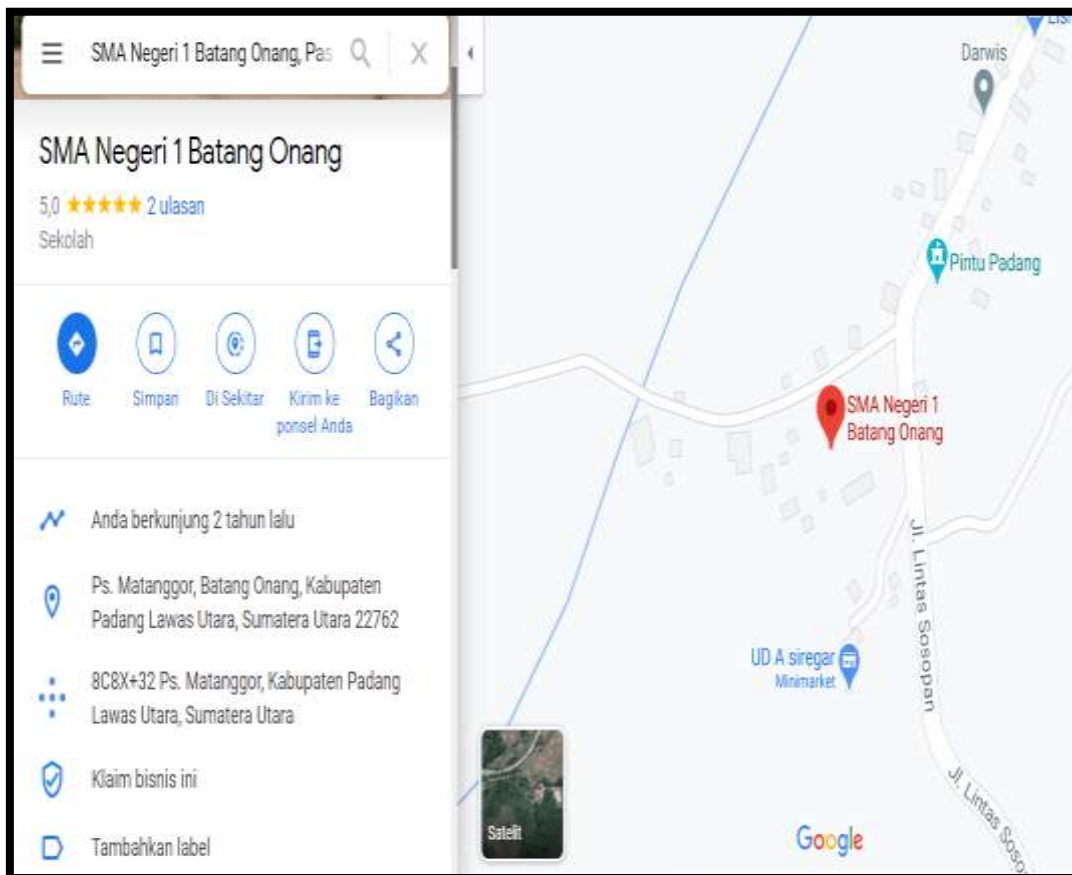 SMA Negeri 1 Batang Onang, Pas
SMA Negeri 1 Batang Onang
5,0 ★★★★★ 2 ulasan
Sekolah
Rute
Simpan
Di Sekitar
Kirim ke
ponsel Anda
Bagikan
Anda berkunjung 2 tahun lalu
Ps. Matanggor, Batang Onang, Kabupaten
Padang Lawas Utara, Sumatera Utara 22762
8C8X+32 Ps. Matanggor, Kabupaten Padang
Lawas Utara, Sumatera Utara
Klaim bisnis ini
Tambahkan label
Darwis
Pintu Padang
SMA Negeri 1
Batang Onang
Jl. Lintas Sosopan
UD A siregar
Minimarket
Jl. Lintas Soso
Satelit
Google